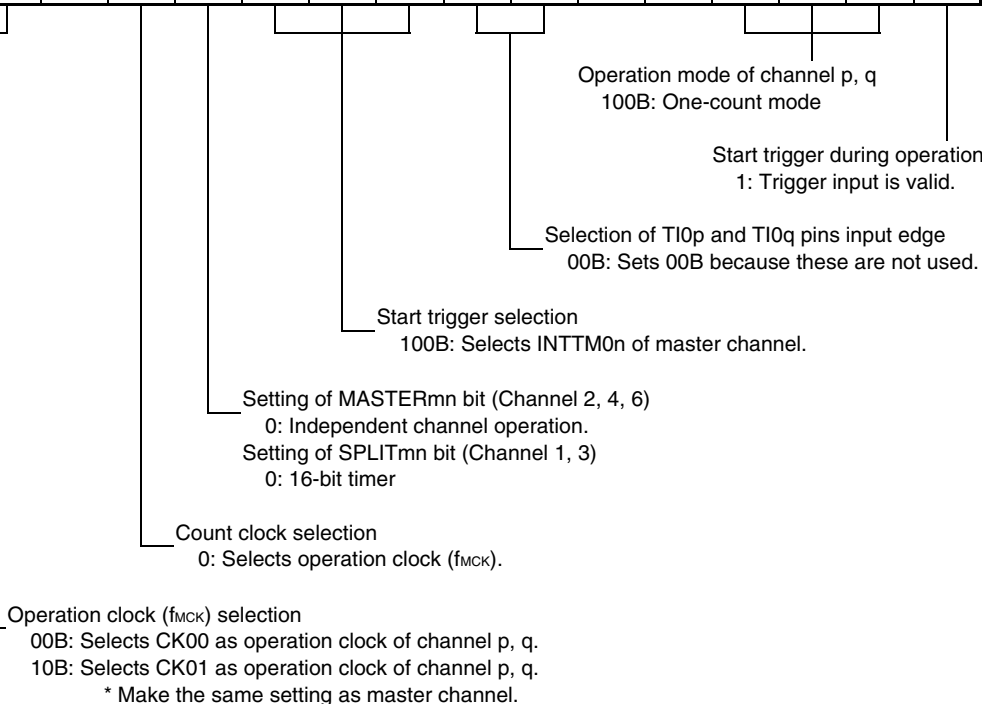 Operation mode of channel p, q
100B: One-count mode
Start trigger during operation
1: Trigger input is valid.
Selection of TI0p and TI0q pins input edge
00B: Sets 00B because these are not used.
Start trigger selection
100B: Selects INTTM0n of master channel.
Setting of MASTERmn bit (Channel 2, 4, 6)
0: Independent channel operation.
Setting of SPLITmn bit (Channel 1, 3)
0: 16-bit timer
Count clock selection
0: Selects operation clock (fMCK).
Operation clock (fMCK) selection
00B: Selects CK00 as operation clock of channel p, q.
10B: Selects CK01 as operation clock of channel p, q.
* Make the same setting as master channel.